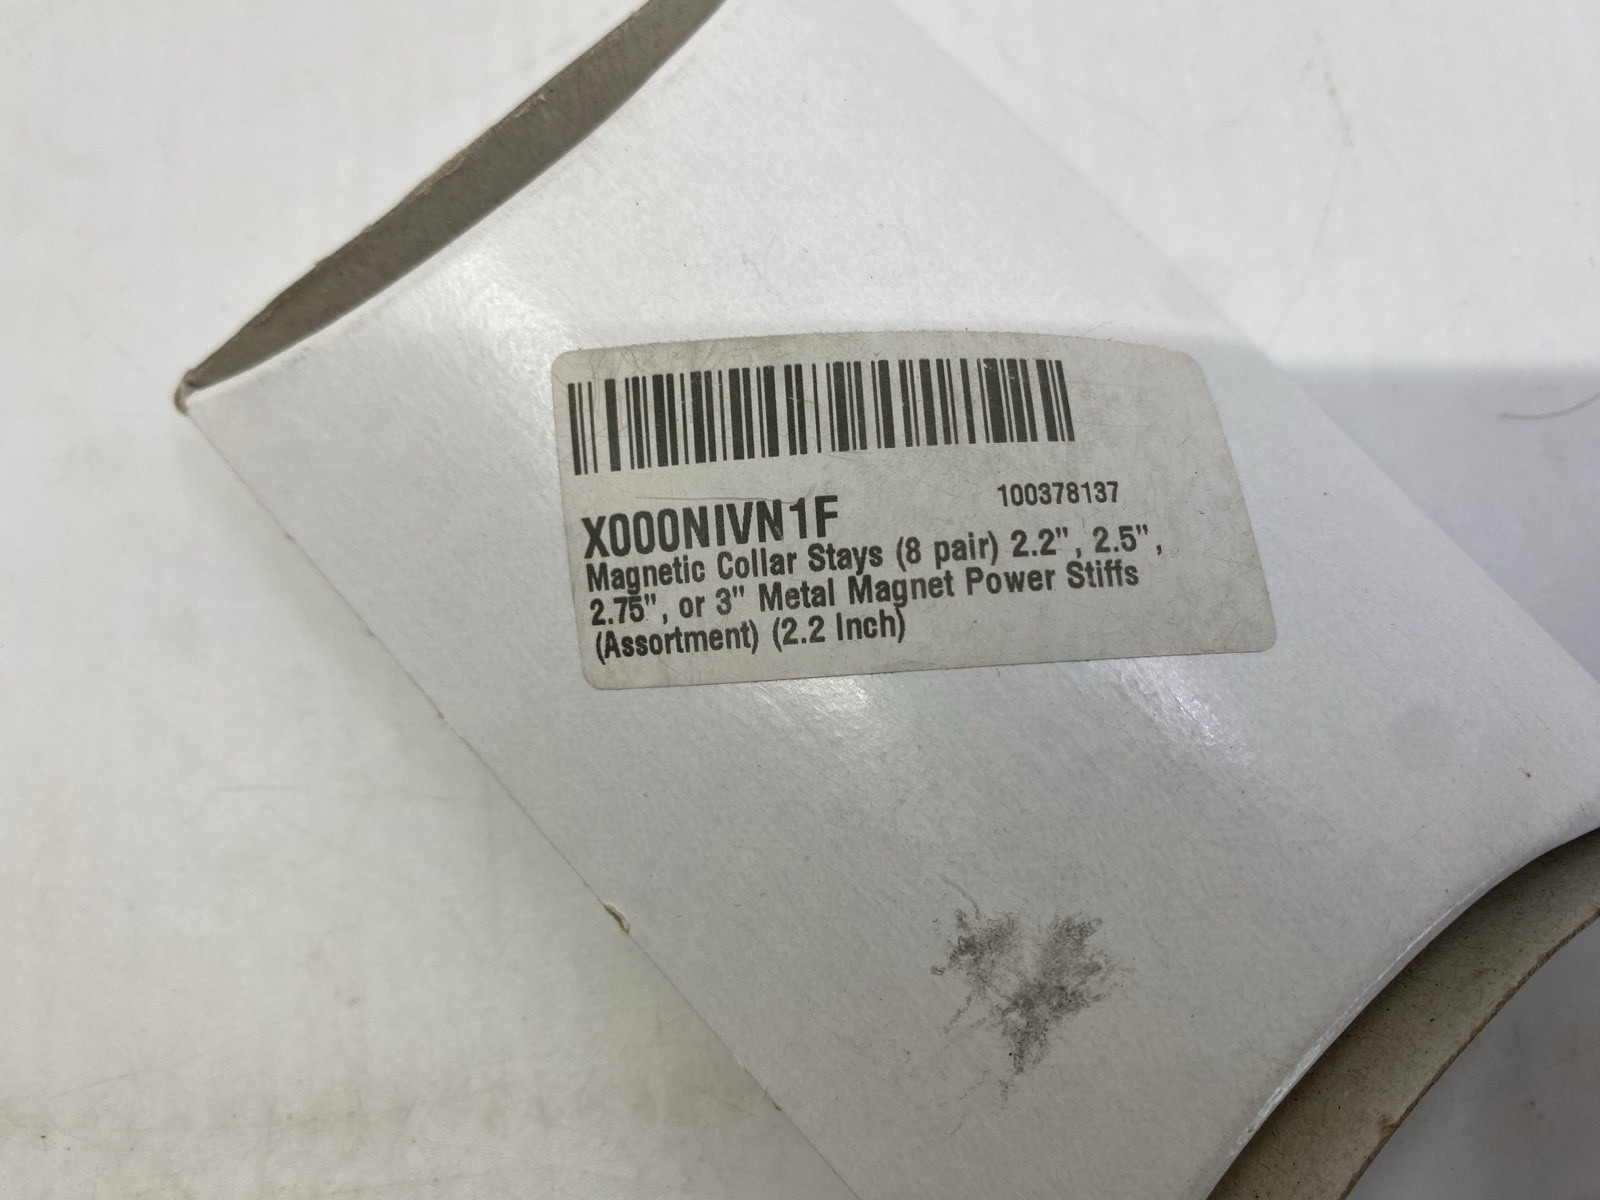 X000NIVN1F 100378137
Magnetic Collar Stays (8 pair) 2.2", 2.5",
2.75", or 3" Metal Magnet Power Stiffs
(Assortment) (2.2 Inch)